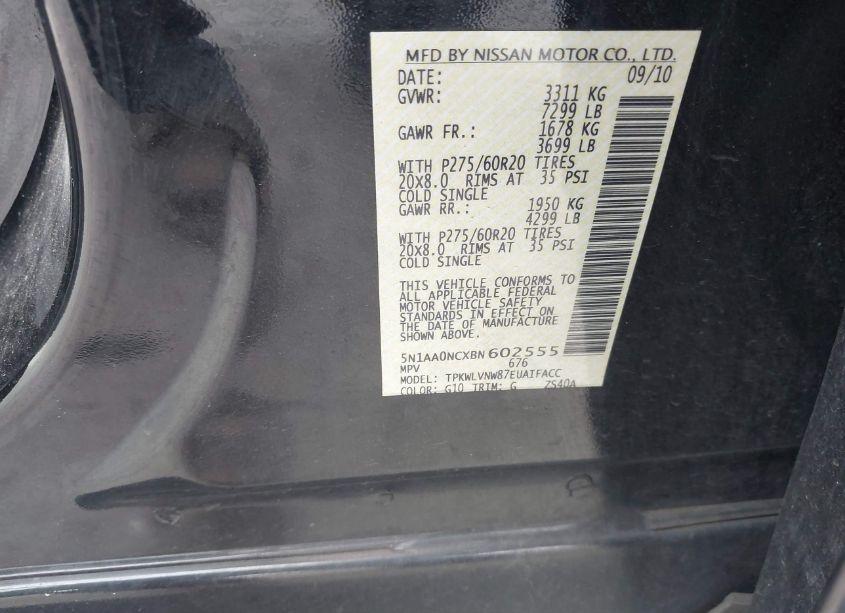 MFD BY NISSAN MOTOR CO., LTD.
DATE: 09/10
GVWR: 3311 KG
7299 LB
GAWR FR.: 1678 KG
3699 LB
WITH P275/60R20 TIRES
20X8.0 RIMS AT 35 PSI
COLD SINGLE
GAWR RR.: 1950 KG
4299 LB
WITH P275/60R20 TIRES
20X8.0 RIMS AT 35 PSI
COLD SINGLE
THIS VEHICLE CONFORMS TO
ALL APPLICABLE FEDERAL
MOTOR VEHICLE SAFETY
STANDARDS IN EFFECT ON
THE DATE OF MANUFACTURE
SHOWN ABOVE.
5N1AA0NCXBN602555
MPV 676
MODEL: TPKWLVNW87EUAIFACC
COLOR: G10 TRIM: G ZS40A